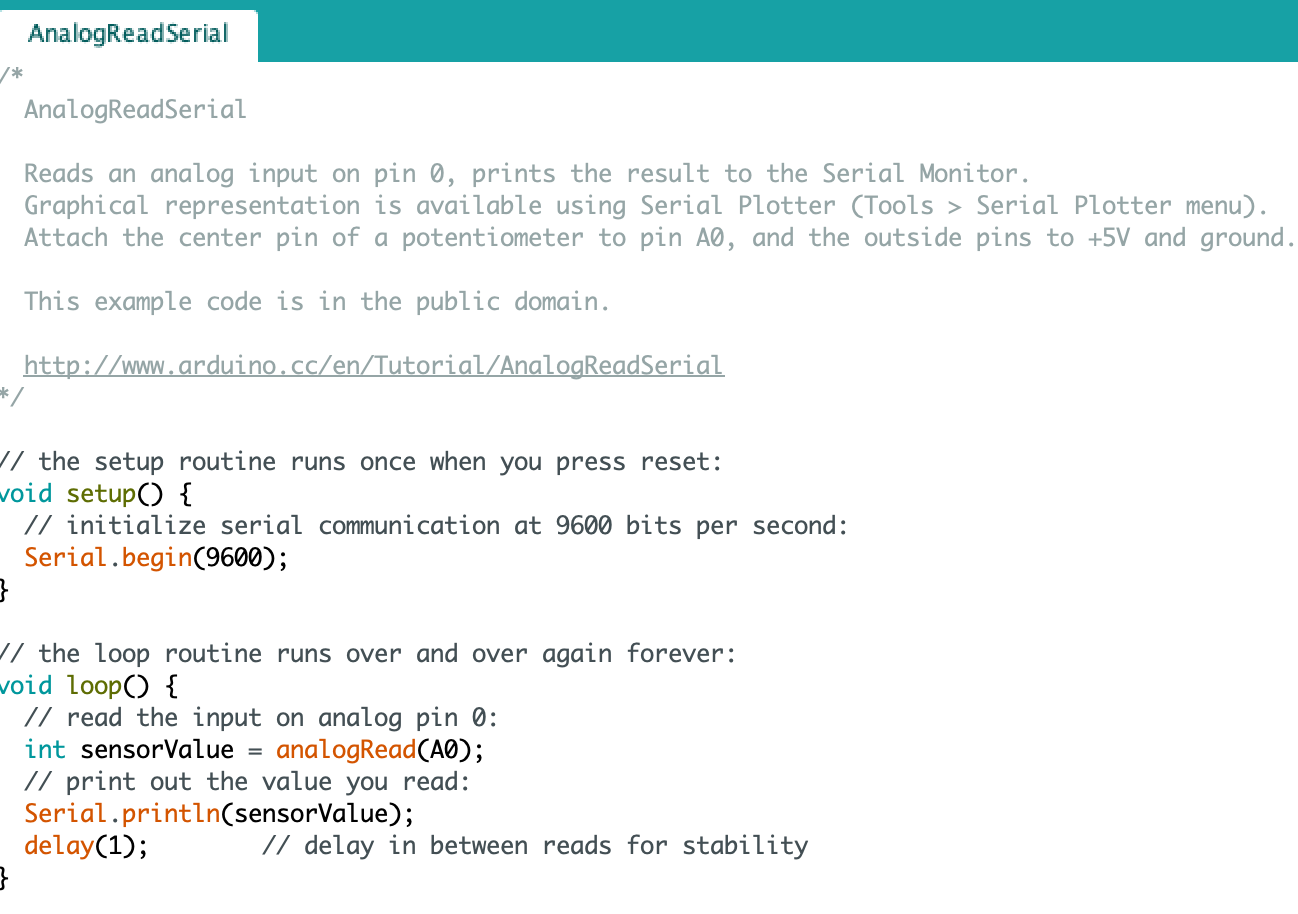 AnalogReadSerial
/*
AnalogReadSerial
Reads an analog input on pin 0, prints the result to the Serial Monitor.
Graphical representation is available using Serial Plotter (Tools > Serial Plotter menu).
Attach the center pin of a potentiometer to pin A0, and the outside pins to +5V and ground.
This example code is in the public domain.
http://www.arduino.cc/en/Tutorial/AnalogReadSerial
*/
// the setup routine runs once when you press reset:
void setup() {
// initialize serial communication at 9600 bits per second:
Serial.begin(9600);
}
// the loop routine runs over and over again forever:
void loop() {
// read the input on analog pin 0:
int sensorValue = analogRead(A0);
// print out the value you read:
Serial.println(sensorValue);
delay(1);        // delay in between reads for stability
}